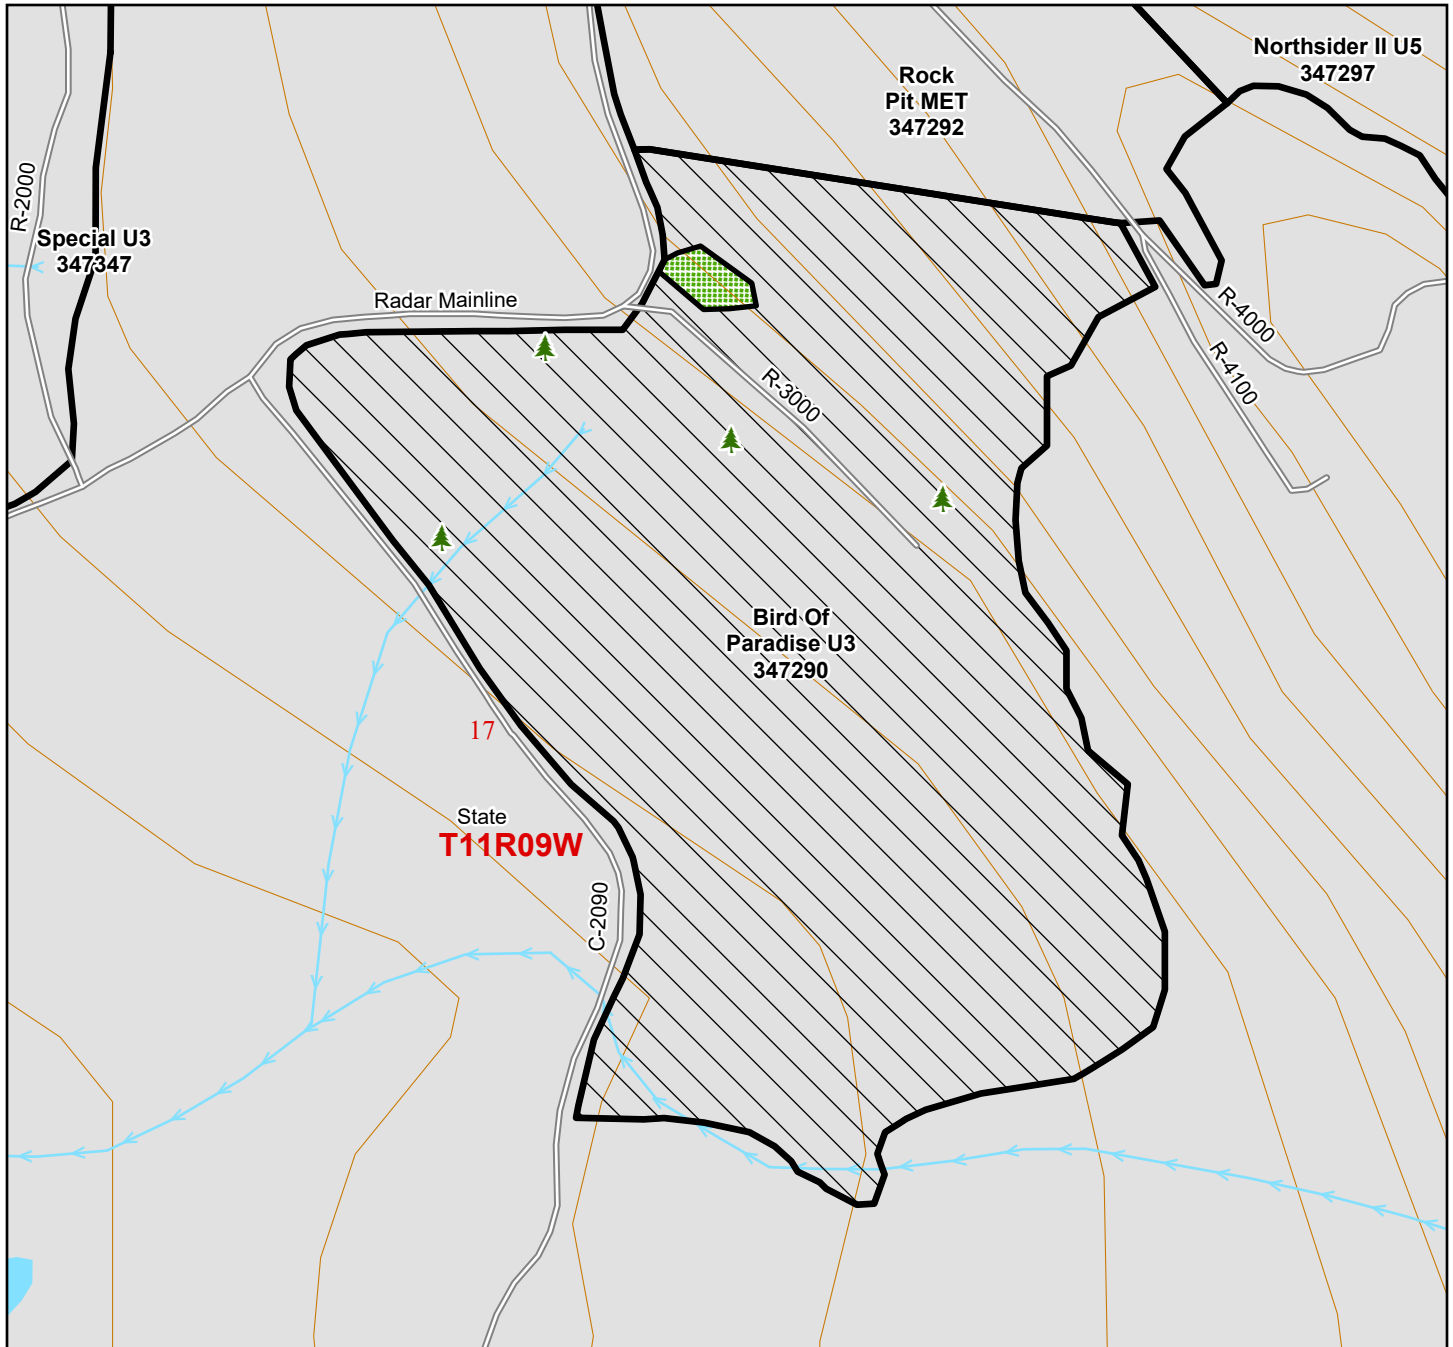 Northsider II U5
347297
Rock
Pit MET
347292
R-2000
Special U3
347347
Radar Mainline
R-4000
R-4100
R-3000
Bird Of
Paradise U3
347290
17
State
T11R09W
C-2090